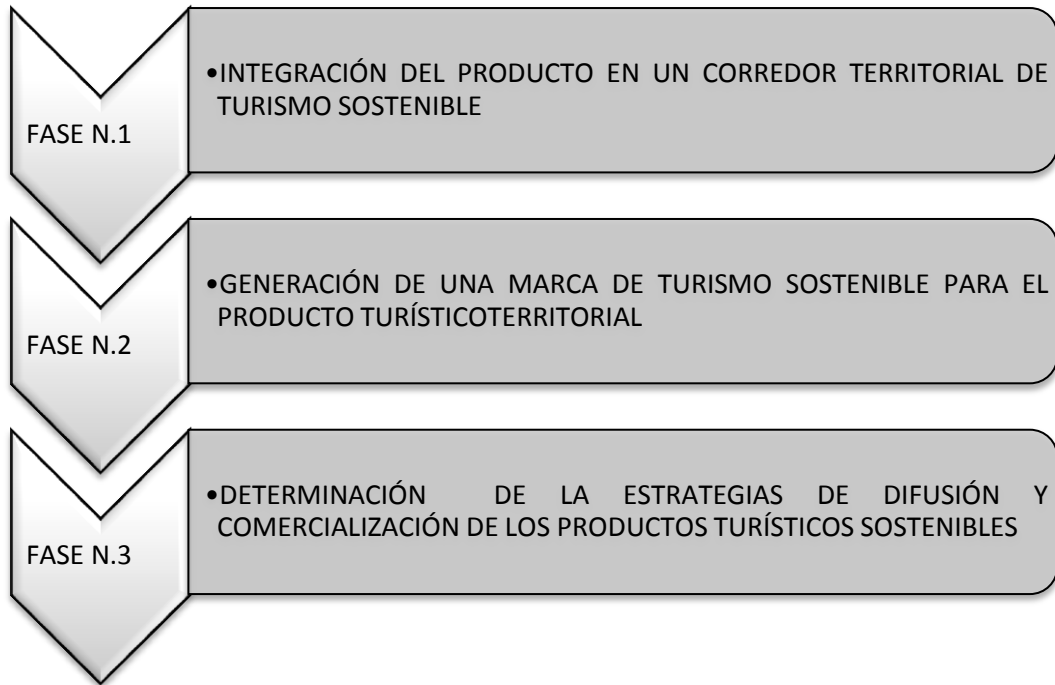 FASE N.1
•INTEGRACIÓN DEL PRODUCTO EN UN CORREDOR TERRITORIAL DE
TURISMO SOSTENIBLE
FASE N.2
•GENERACIÓN DE UNA MARCA DE TURISMO SOSTENIBLE PARA EL
PRODUCTO TURÍSTICOTERRITORIAL
FASE N.3
•DETERMINACIÓN DE LA ESTRATEGIAS DE DIFUSIÓN Y
COMERCIALIZACIÓN DE LOS PRODUCTOS TURÍSTICOS SOSTENIBLES